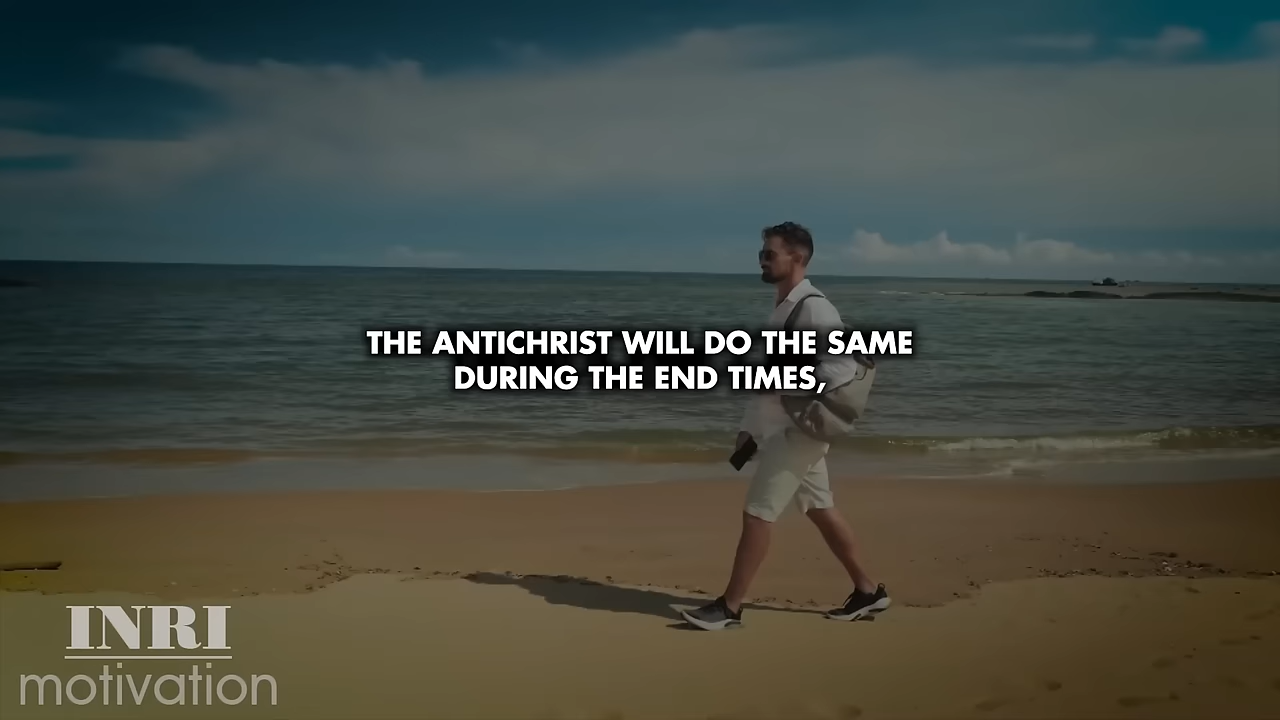 THE ANTICHRIST WILL DO THE SAME
DURING THE END TIMES,
INRI
motivation